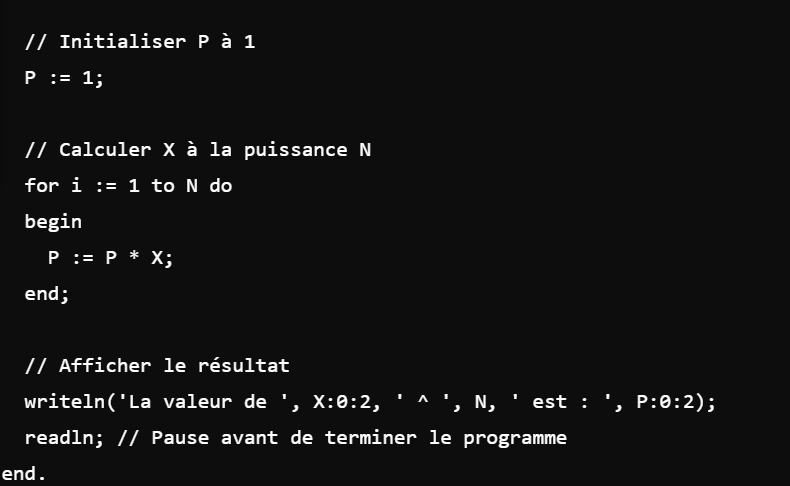 // Initialiser P à 1
P := 1;
// Calculer X à la puissance N
for i := 1 to N do
begin
P := P * X;
end;
// Afficher le résultat
writeln('La valeur de ', X:0:2, ' ^ ', N, ' est : ', P:0:2);
readln; // Pause avant de terminer le programme
end.